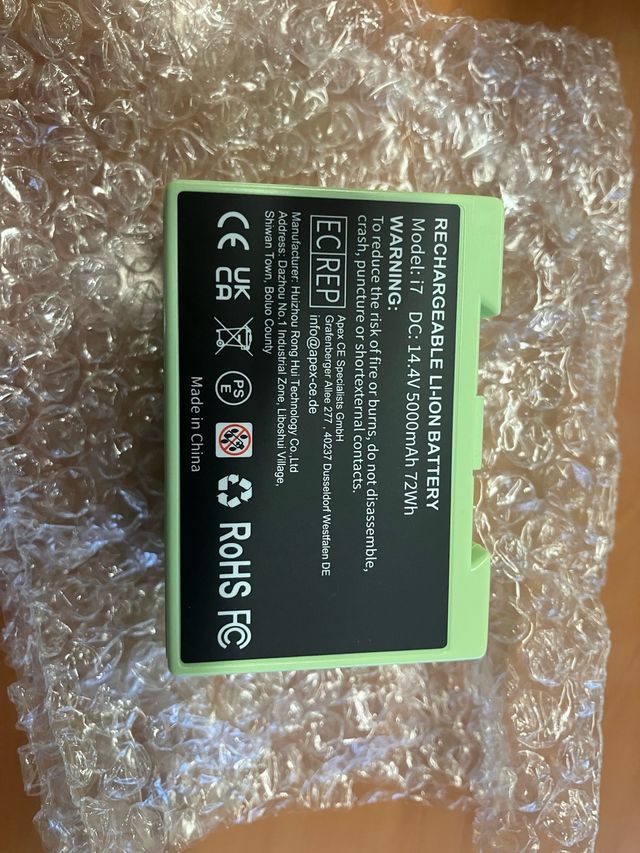 RECHARGEABLE LI-ION BATTERY
Model: i7 DC: 14.4V 5000mAh 72Wh
WARNING:
To reduce the risk of fire or burns, do not disassemble,
crash, puncture or shortexternal contacts.
EC REP
Apex CE Specialists GmbH
Grafenberger Allee 277 , 40237 Dusseldorf Westfalen DE
info@apex-ce.de
Manufacturer: Huizhou Rong Hui Technology Co.,Ltd
Address: Dazhou No.1 Industrial Zone, Liboshui Village,
Shiwan Town, Boluo County
CE UK CA PS E RoHS FC
Made in China